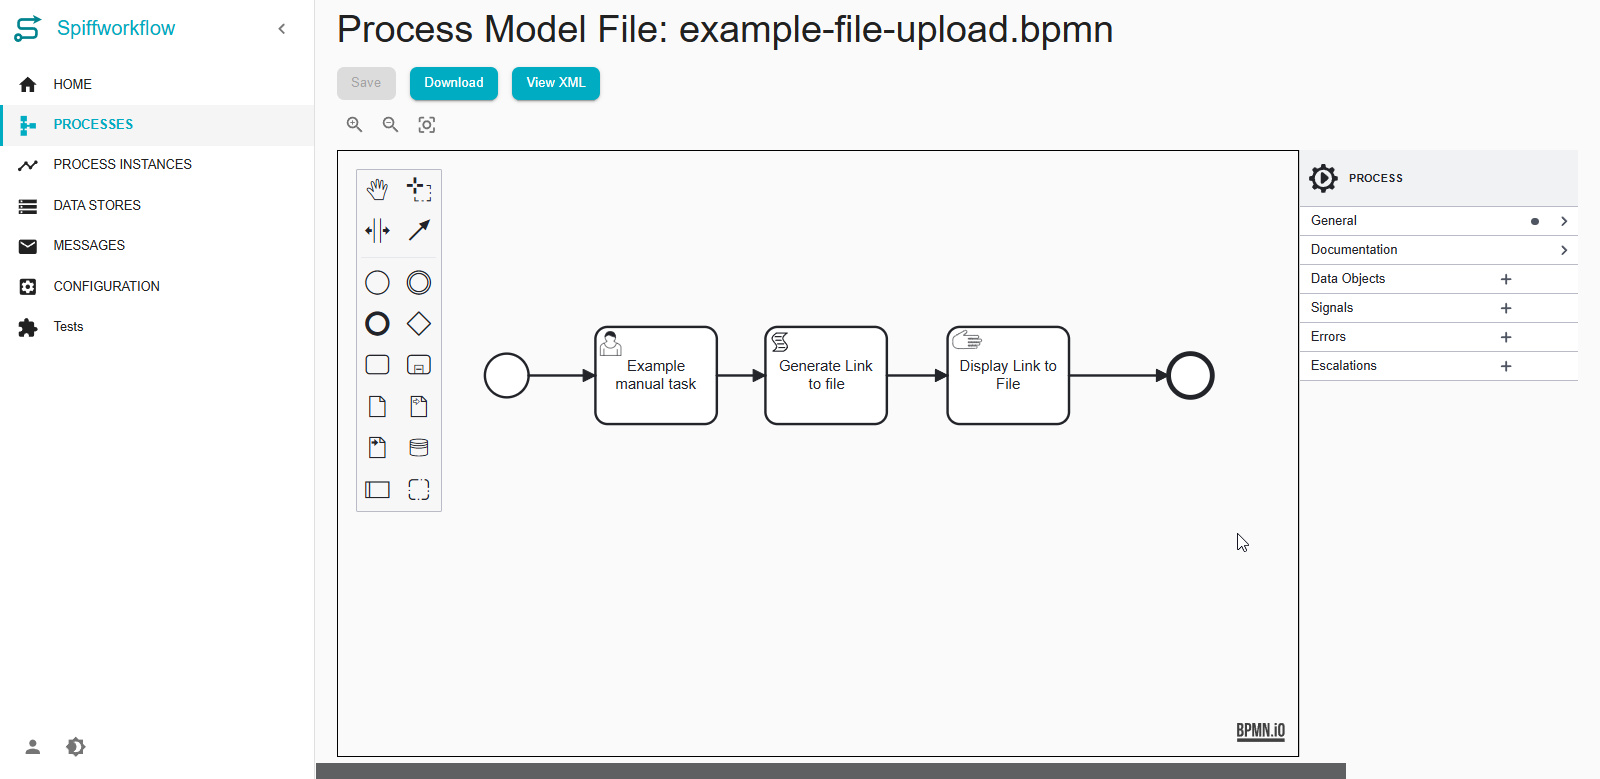 Spiffworkflow
HOME
PROCESSES
PROCESS INSTANCES
DATA STORES
MESSAGES
CONFIGURATION
Tests
Process Model File: example-file-upload.bpmn
Save
Download
View XML
Example
manual task
Generate Link
to file
Display Link to
File
BPMN.iO
PROCESS
General
Documentation
Data Objects
Signals
Errors
Escalations